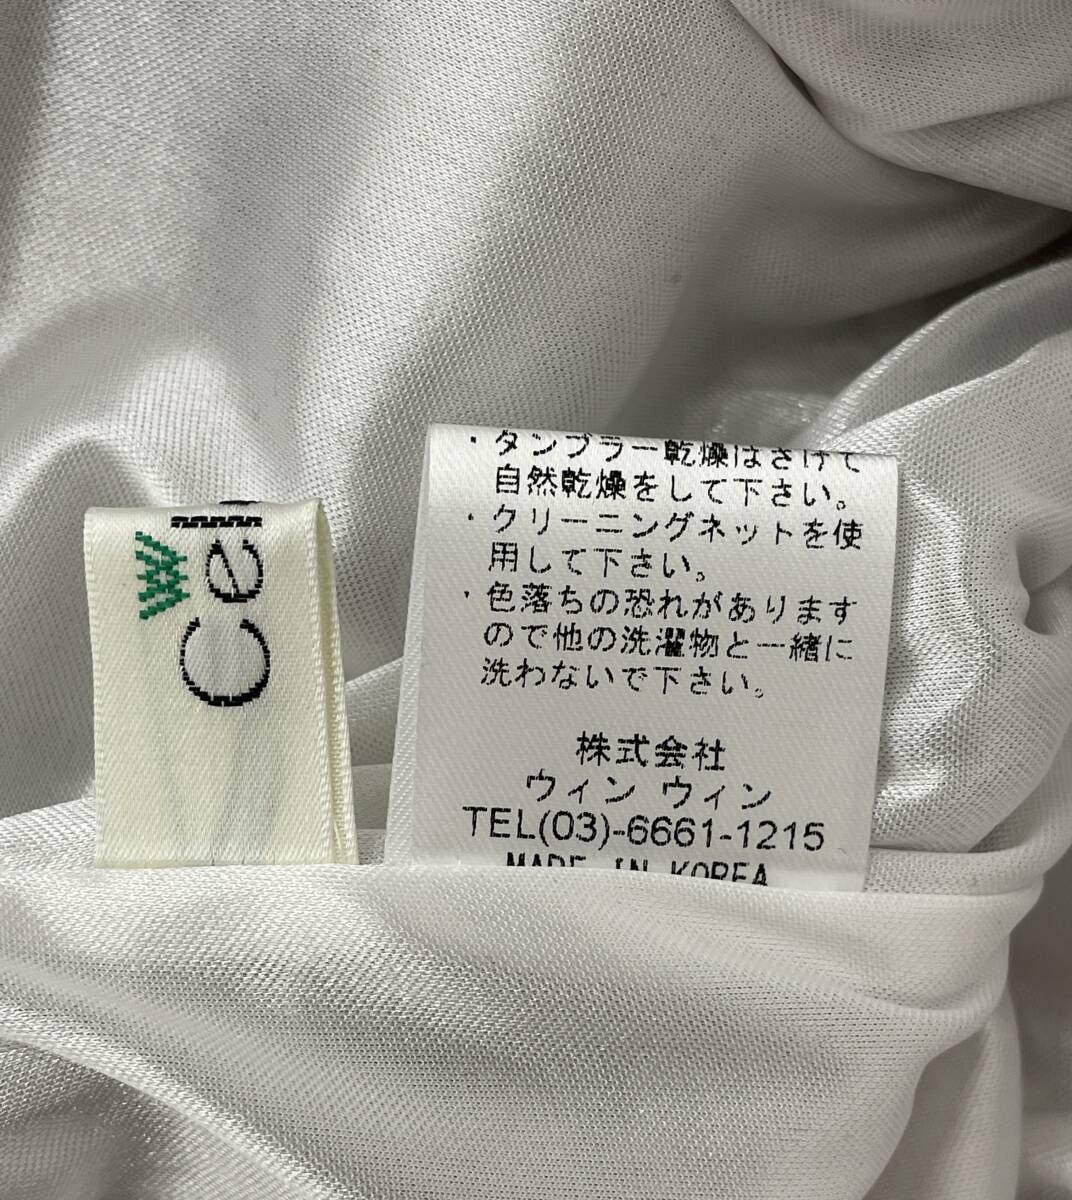 ・タンブラー乾燥はさけて
自然乾燥をして下さい。
・クリーニングネットを使
用して下さい。
・色落ちの恐れがあります
ので他の洗濯物と一緒に
洗わないで下さい。
株式会社
ウィン ウィン
TEL(03)-6661-1215
MADE IN KOREA